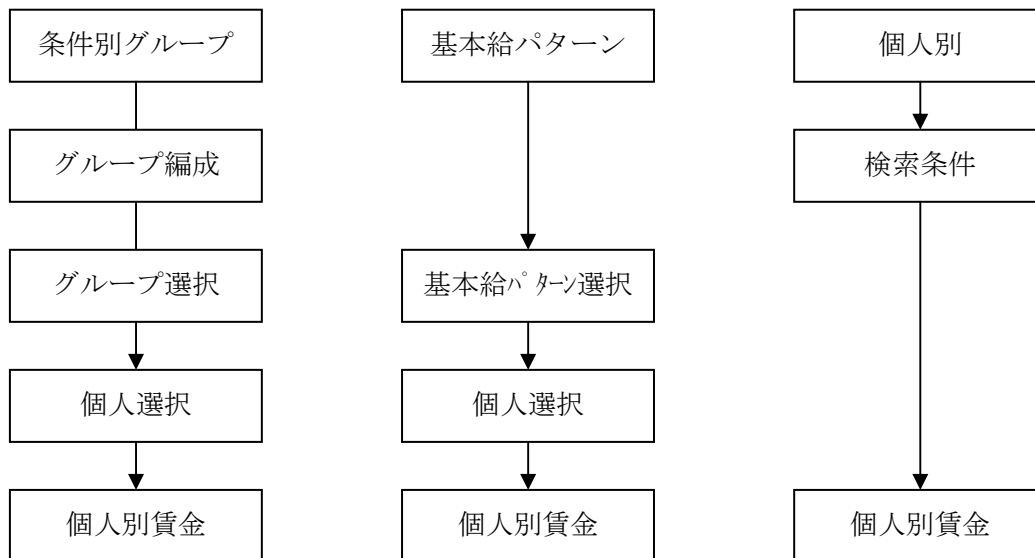 条件別グループ
グループ編成
グループ選択
個人選択
個人別賃金
基本給パターン
基本給ﾊﾟﾀｰﾝ選択
個人選択
個人別賃金
個人別
検索条件
個人別賃金